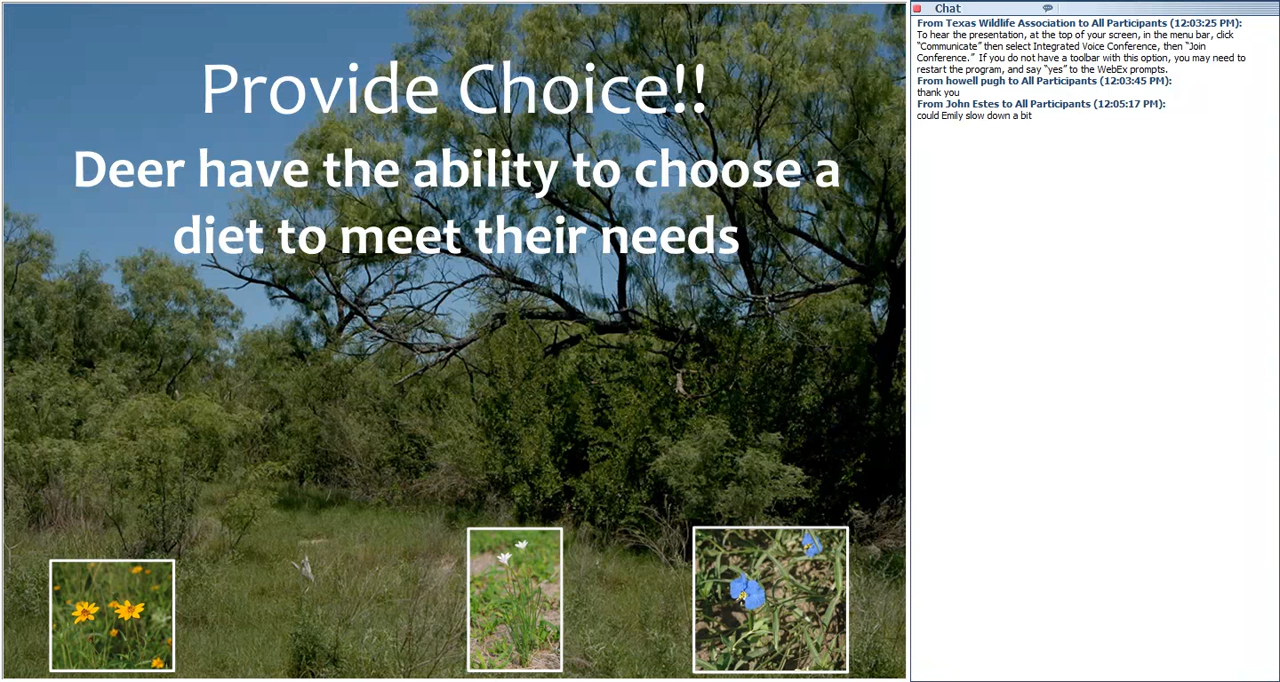 Provide Choice!!
Deer have the ability to choose a
diet to meet their needs
Chat
From Texas Wildlife Association to All Participants (12:03:25 PM):
To hear the presentation, at the top of your screen, in the menu bar, click
“Communicate” then select Integrated Voice Conference, then “Join
Conference.”  If you do not have a toolbar with this option, you may need to
restart the program, and say “yes” to the WebEx prompts.
From howell pugh to All Participants (12:03:45 PM):
thank you
From John Estes to All Participants (12:05:17 PM):
could Emily slow down a bit